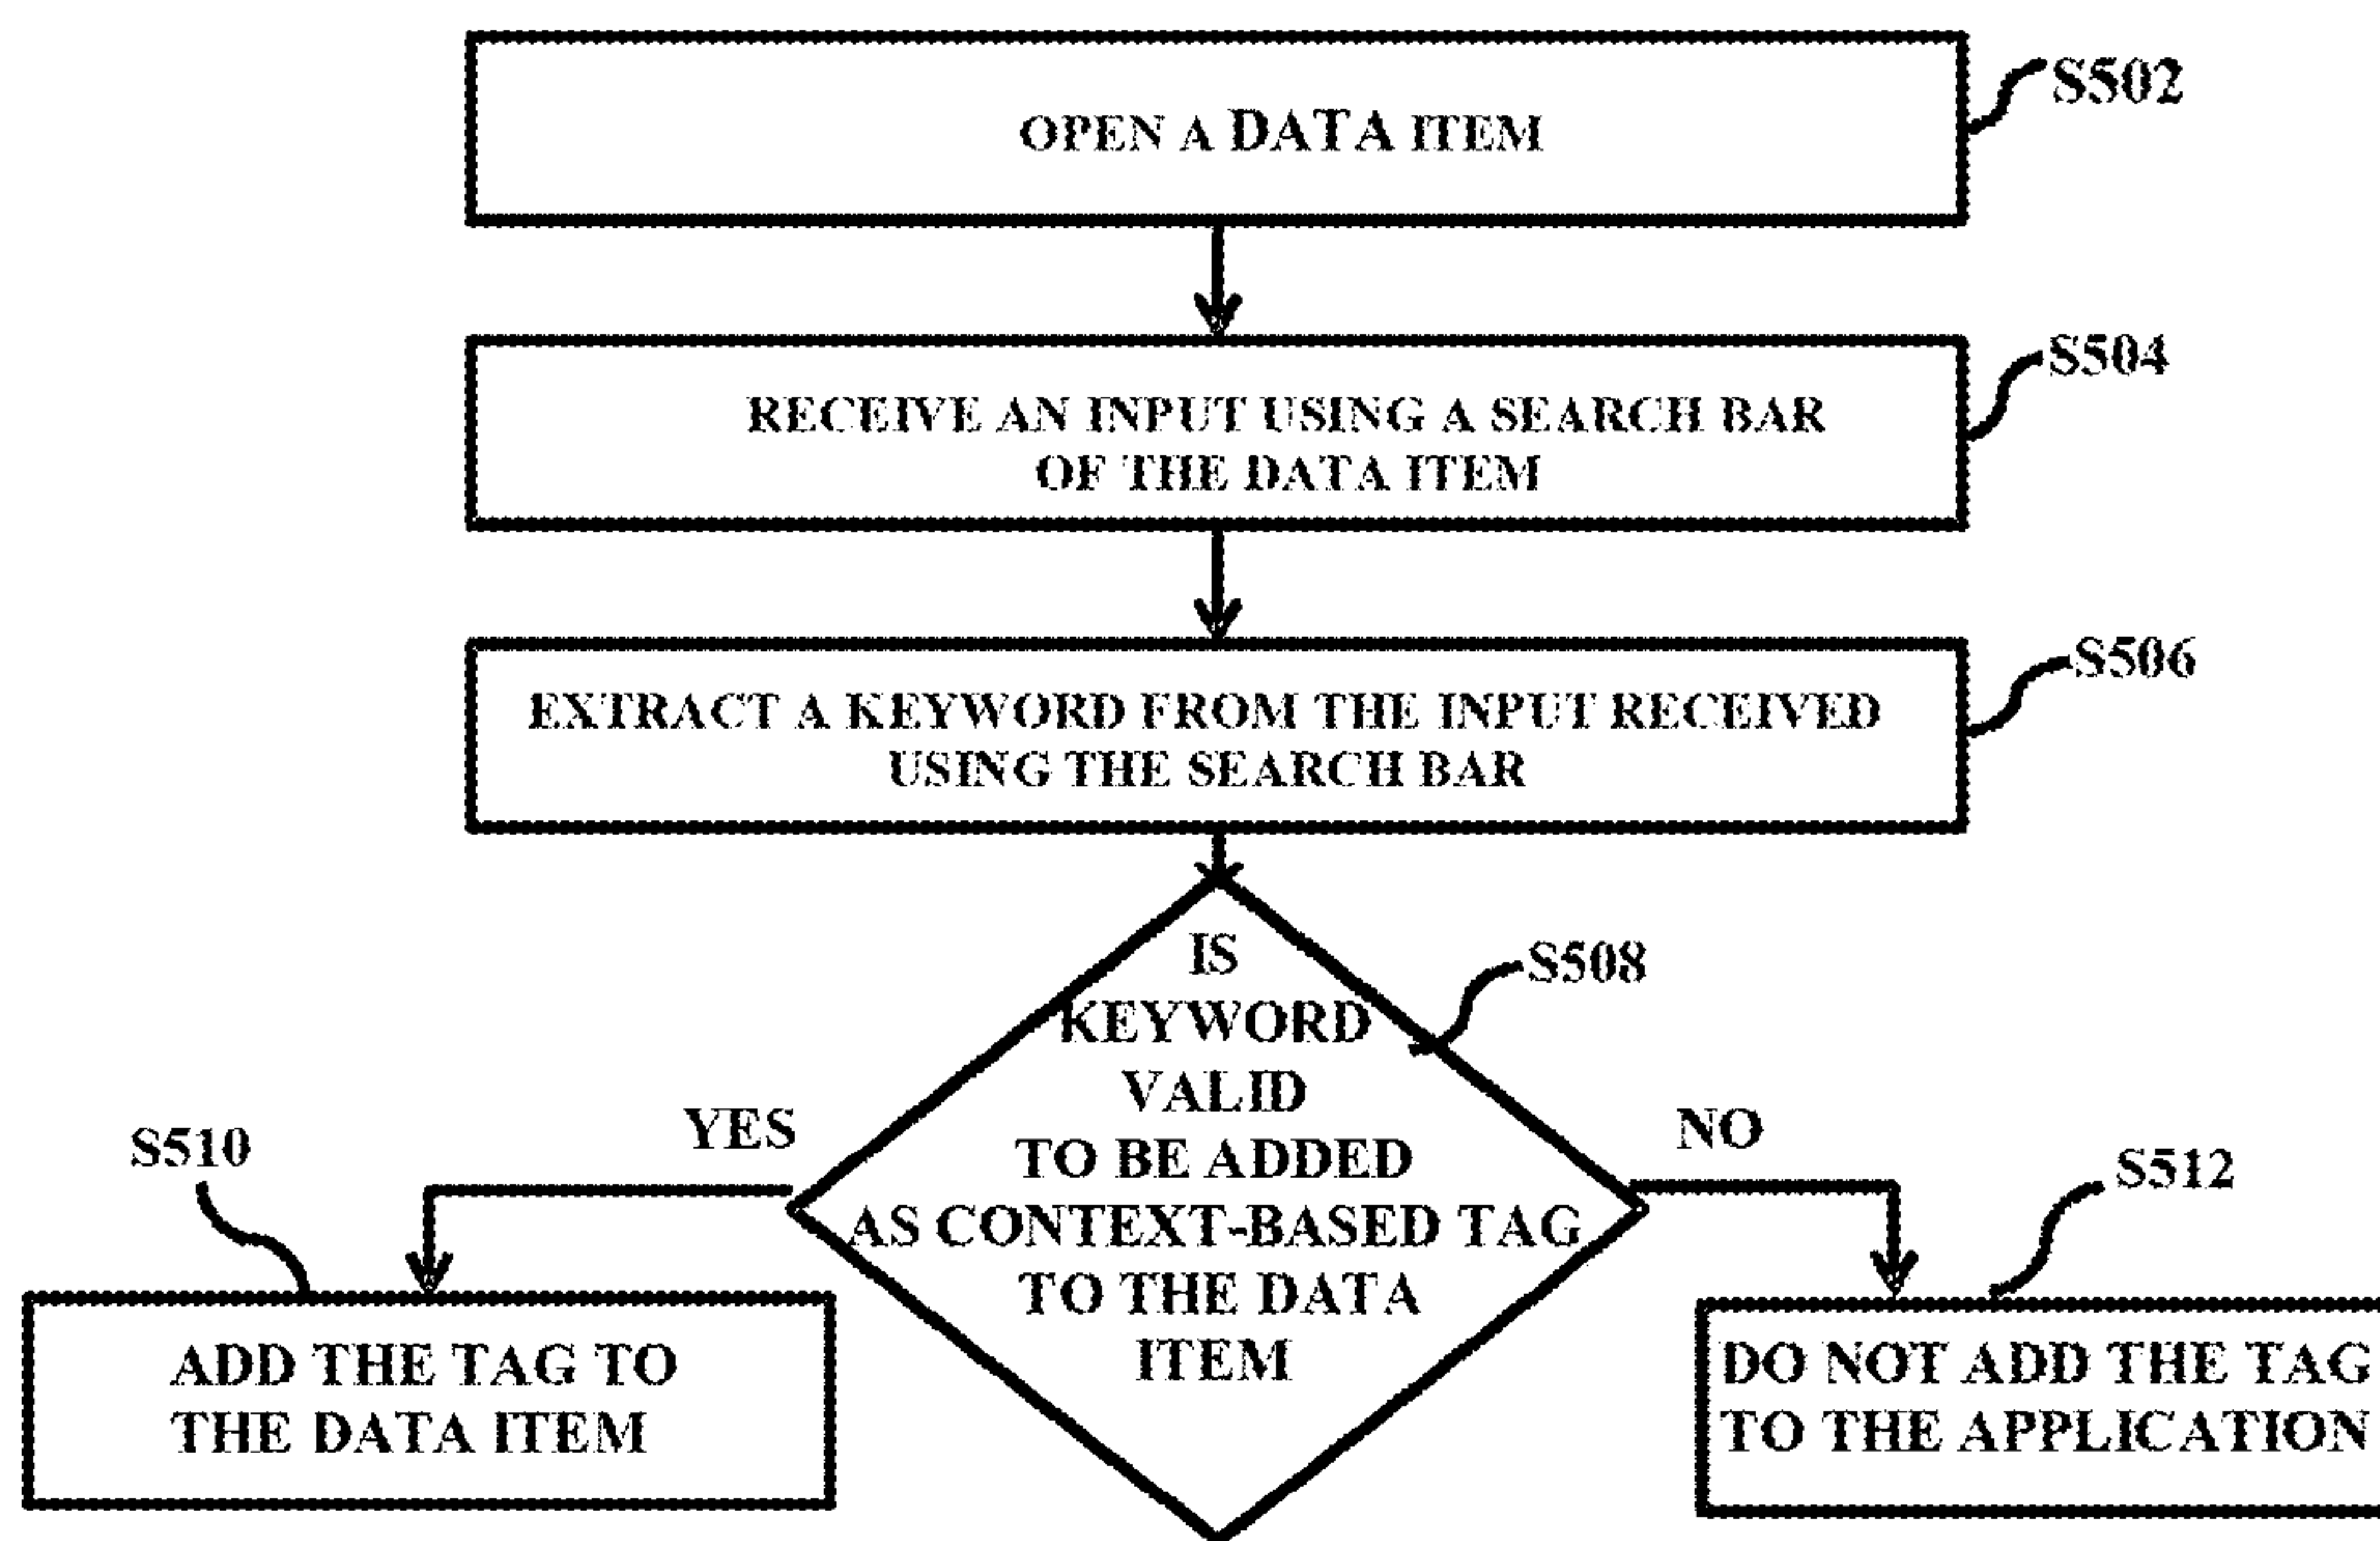 OPEN A DATA ITEM
S502
RECEIVE AN INPUT USING A SEARCH BAR
OF THE DATA ITEM
S504
EXTRACT A KEYWORD FROM THE INPUT RECEIVED
USING THE SEARCH BAR
S506
IS
KEYWORD
VALID
TO BE ADDED
AS CONTEXT-BASED TAG
TO THE DATA
ITEM
S508
YES
NO
S510
ADD THE TAG TO
THE DATA ITEM
S512
DO NOT ADD THE TAG
TO THE APPLICATION